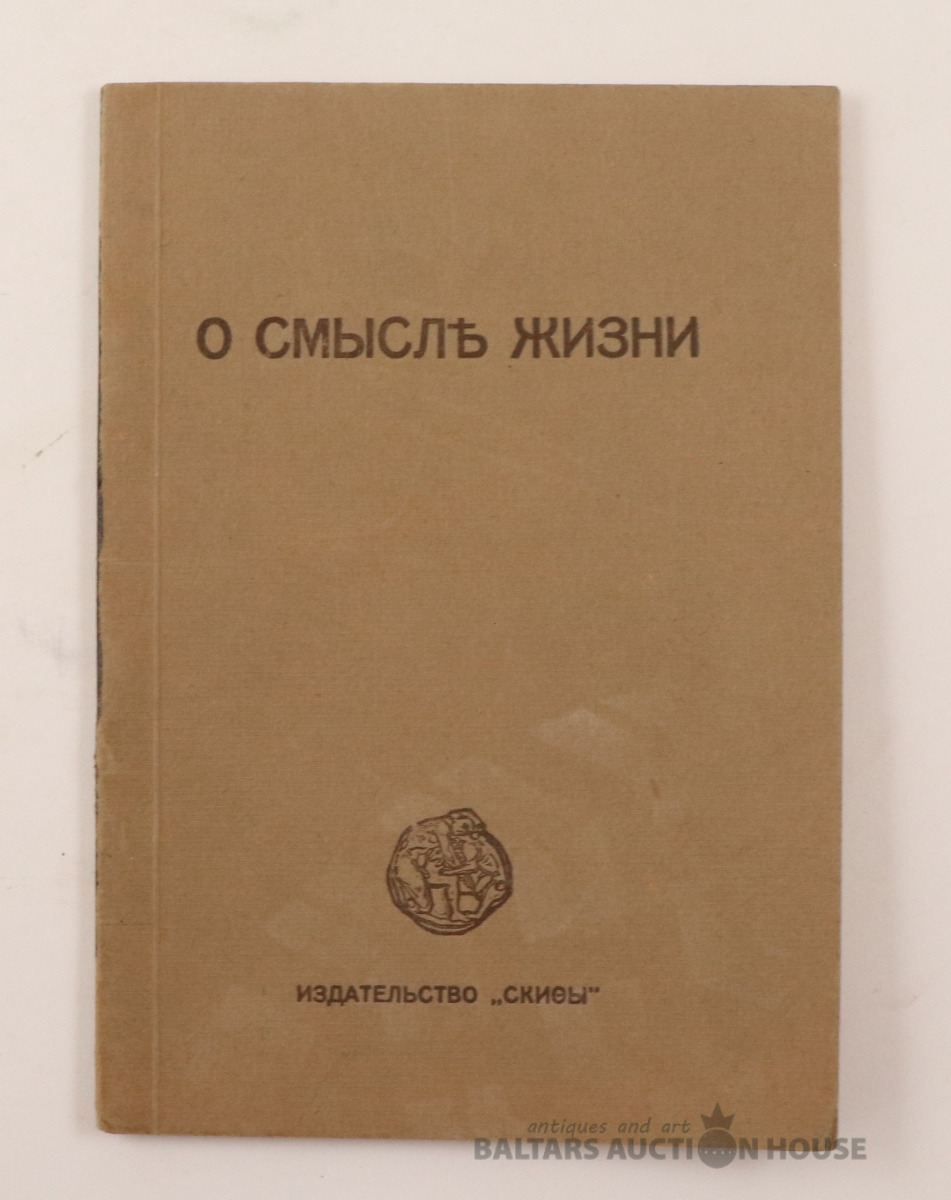 О СМЫСЛѢ ЖИЗНИ
ИЗДАТЕЛЬСТВО „СКИѲЫ“
antiques and art
BALTARS AUCTION HOUSE